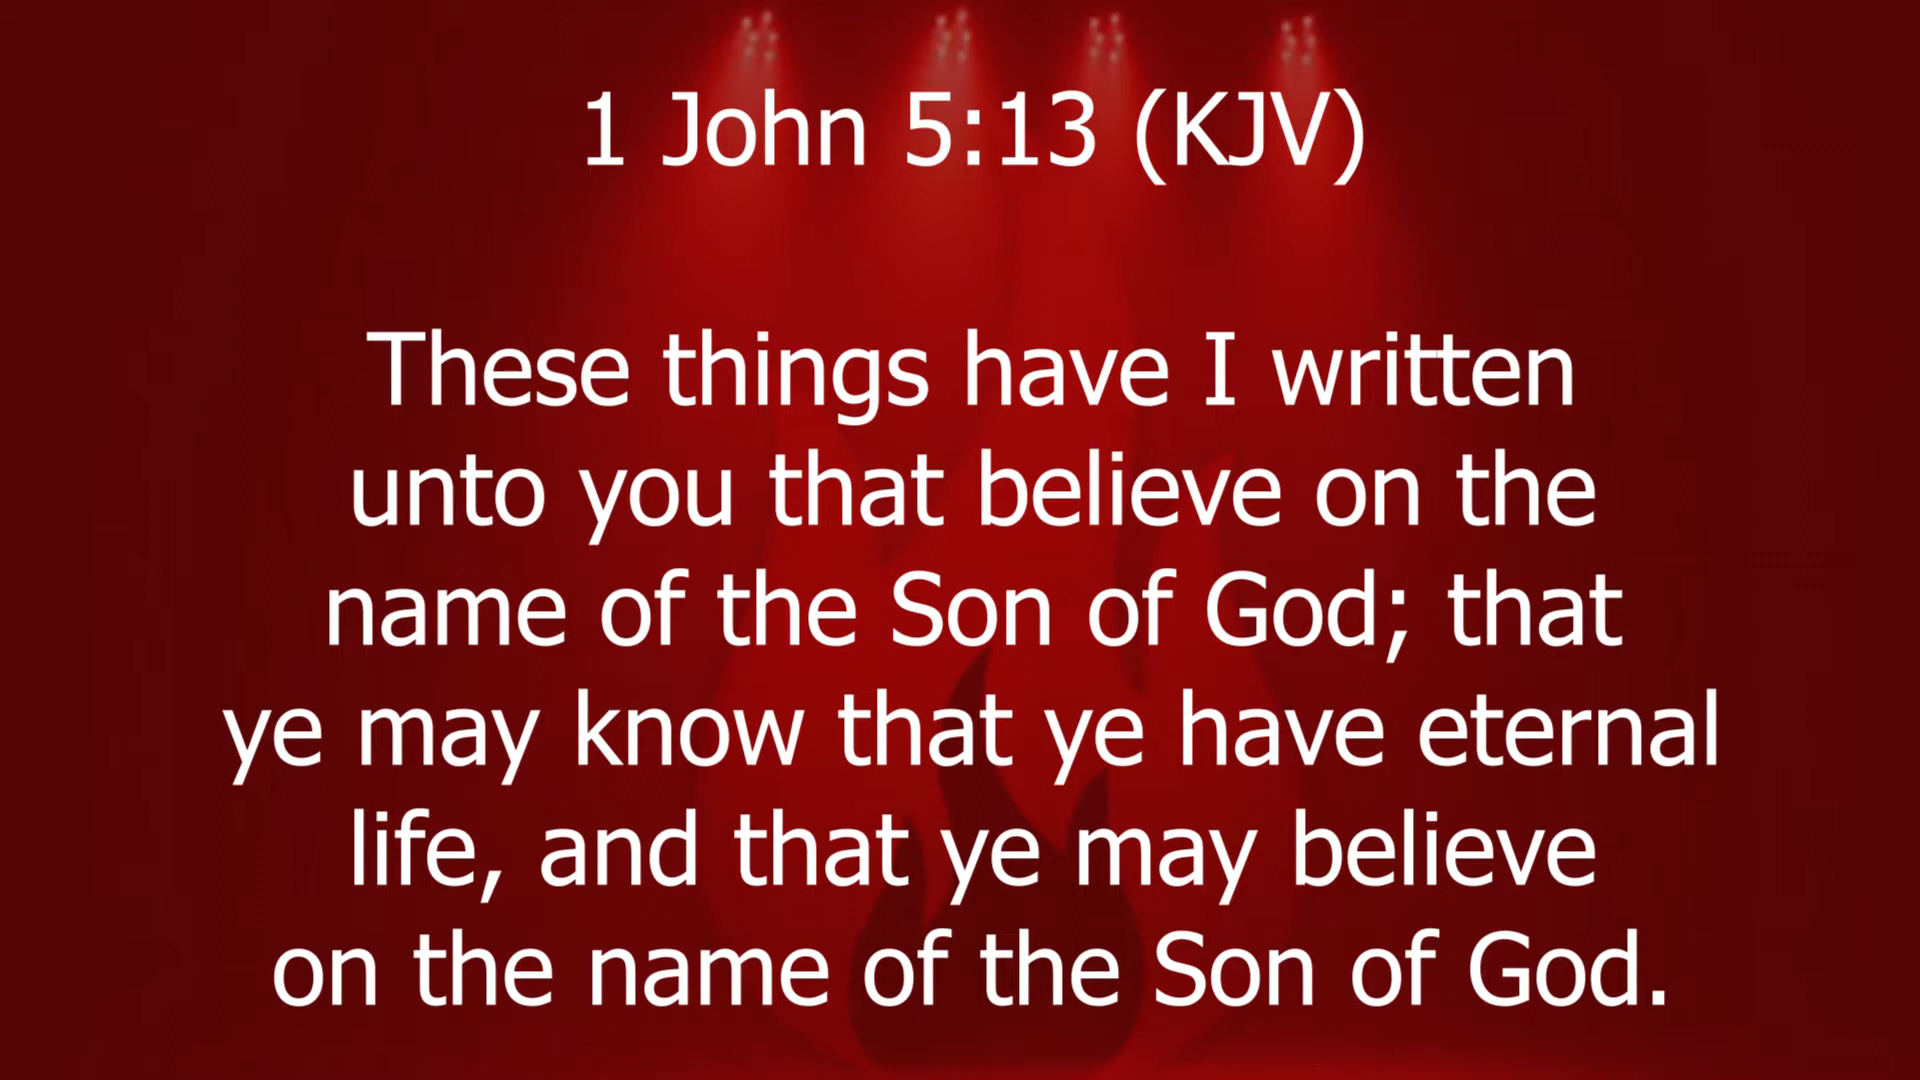 1 John 5:13 (KJV)
These things have I written
unto you that believe on the
name of the Son of God; that
ye may know that ye have eternal
life, and that ye may believe
on the name of the Son of God.